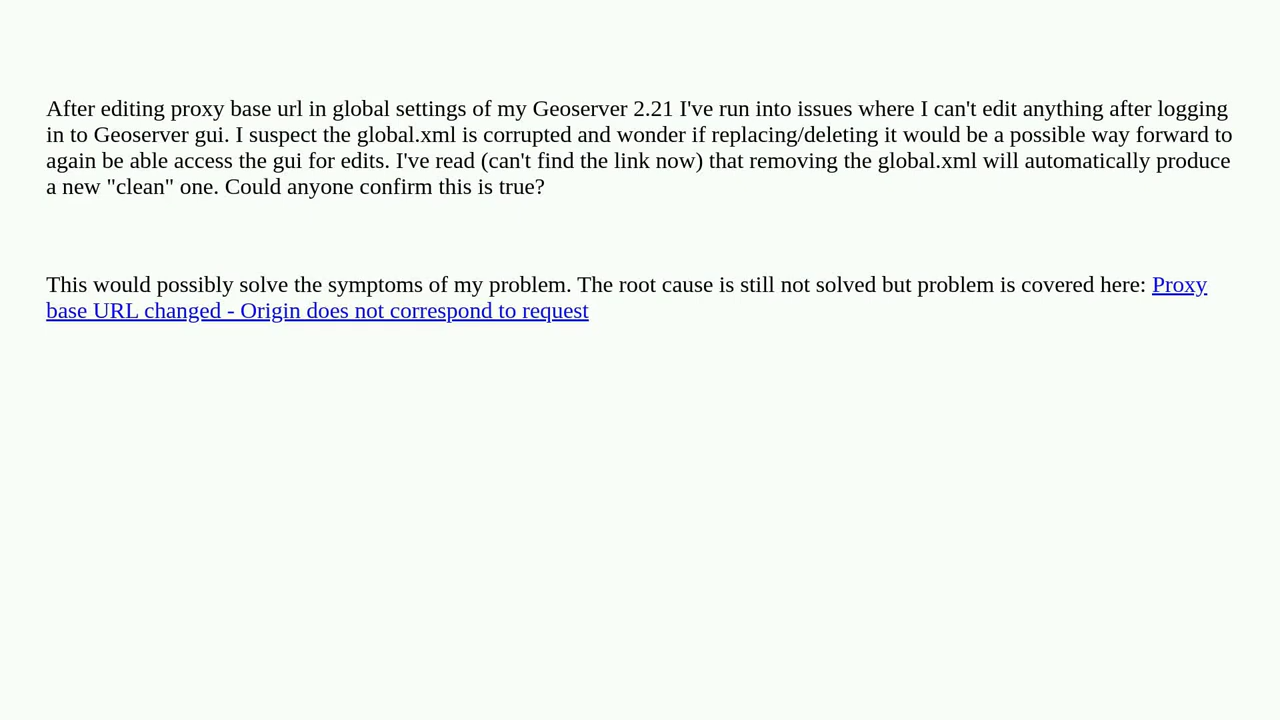 After editing proxy base url in global settings of my Geoserver 2.21 I've run into issues where I can't edit anything after logging
in to Geoserver gui. I suspect the global.xml is corrupted and wonder if replacing/deleting it would be a possible way forward to
again be able access the gui for edits. I've read (can't find the link now) that removing the global.xml will automatically produce
a new "clean" one. Could anyone confirm this is true?
This would possibly solve the symptoms of my problem. The root cause is still not solved but problem is covered here: Proxy
base URL changed - Origin does not correspond to request